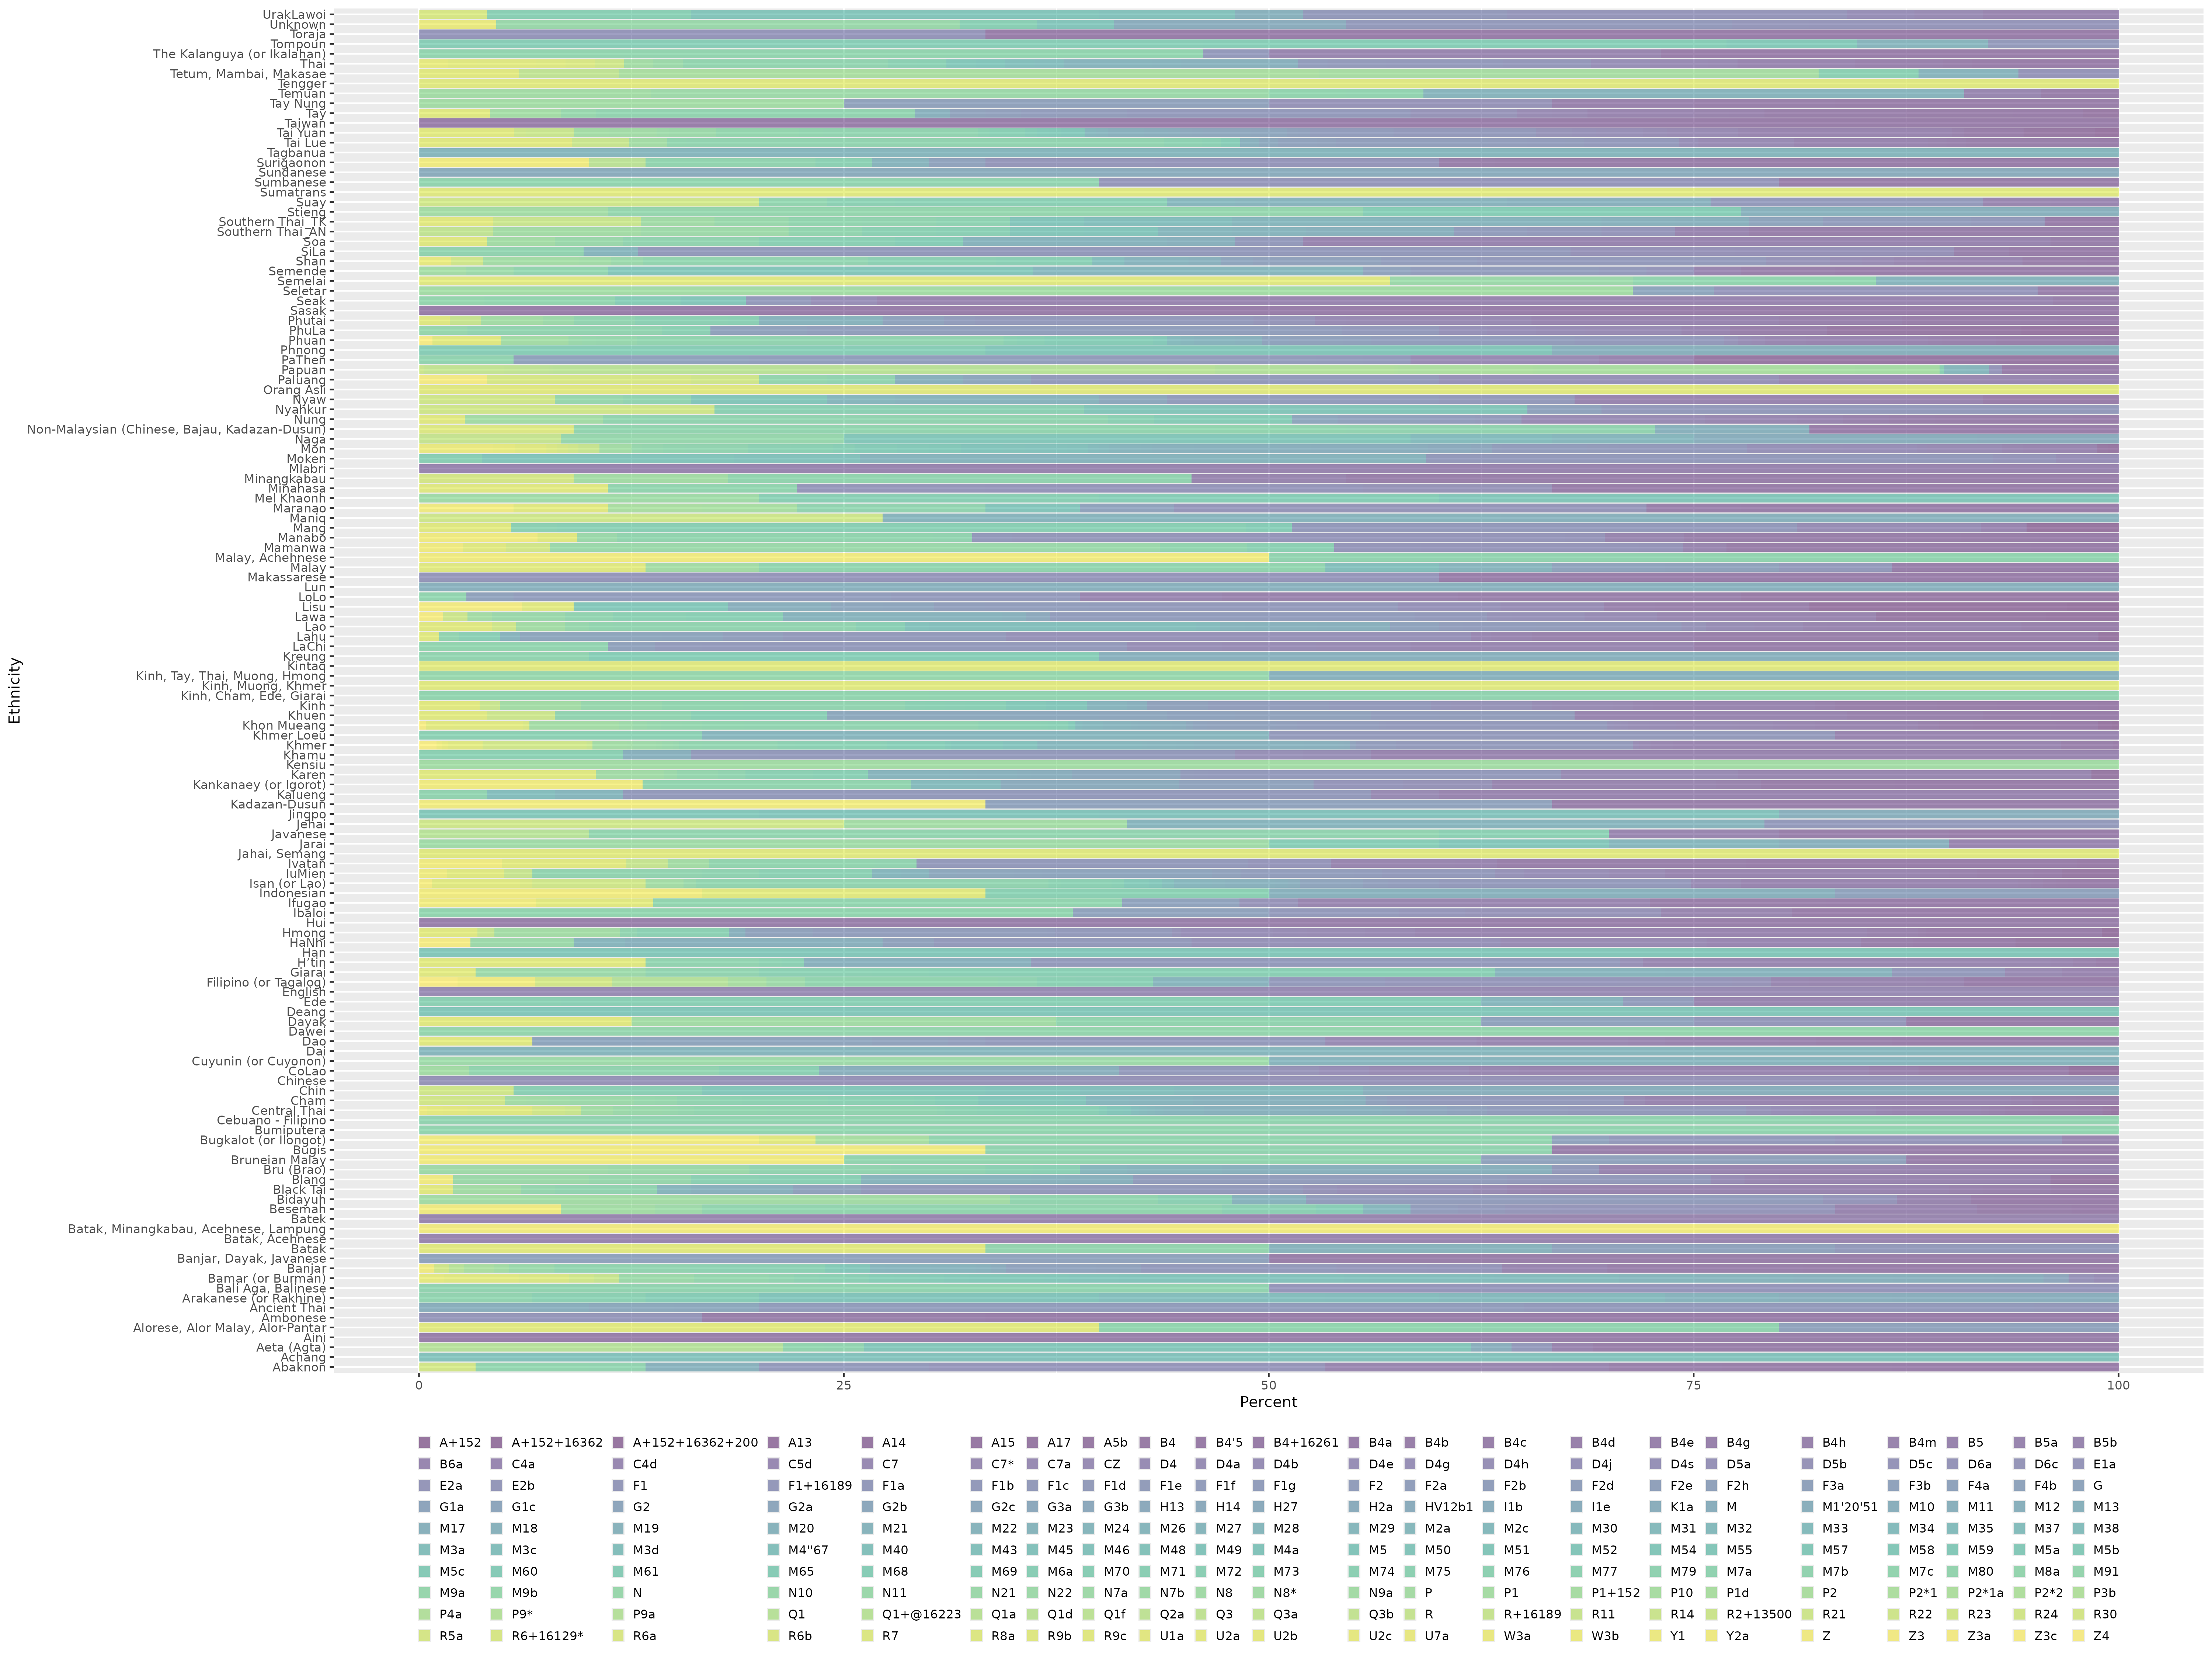 UrakLawoi
Unknown
Toraja
Tompoun
The Kalanguya (or Ikalahan)
Thai
Tetum, Mambai, Makasae
Tengger
Temuan
Tay Nung
Tay
Taiwan
Tai Yuan
Tai Lue
Tagbanua
Surigaonon
Sundanese
Sumbanese
Sumatrans
Suay
Stieng
Southern Thai_TK
Southern Thai_AN
Soa
SiLa
Shan
Semende
Semelai
Seletar
Seak
Sasak
Phutai
PhuLa
Phuan
Phnong
PaThen
Papuan
Paluang
Orang Asli
Nyaw
Nyahkur
Nung
Non-Malaysian (Chinese, Bajau, Kadazan-Dusun)
Naga
Mon
Moken
Mlabri
Minangkabau
Minahasa
Mel Khaonh
Maranao
Maniq
Mang
Manabo
Mamanwa
Malay, Achehnese
Malay
Makassarese
Lun
LoLo
Lisu
Lawa
Lao
Lahu
LaChi
Kreung
Kintaq
Kinh, Tay, Thai, Muong, Hmong
Kinh, Muong, Khmer
Kinh, Cham, Ede, Giarai
Kinh
Khuen
Khon Mueang
Khmer Loeu
Khmer
Khamu
Kensiu
Karen
Kankanaey (or Igorot)
Kalueng
Kadazan-Dusun
Jingpo
Jehai
Javanese
Jarai
Jahai, Semang
Ivatan
IuMien
Isan (or Lao)
Indonesian
Ifugao
Ibaloi
Hui
Hmong
HaNhi
Han
H'tin
Giarai
Filipino (or Tagalog)
English
Ede
Deang
Dayak
Dawei
Dao
Dai
Cuyunin (or Cuyonon)
CoLao
Chinese
Chin
Cham
Central Thai
Cebuano - Filipino
Bumiputera
Bugkalot (or Ilongot)
Bugis
Bruneian Malay
Bru (Brao)
Blang
Black Tai
Bidayuh
Besemah
Batek
Batak, Minangkabau, Acehnese, Lampung
Batak, Acehnese
Batak
Banjar, Dayak, Javanese
Banjar
Bamar (or Burman)
Bali Aga, Balinese
Arakanese (or Rakhine)
Ancient Thai
Ambonese
Alorese, Alor Malay, Alor-Pantar
Aini
Aeta (Agta)
Achang
Abaknon
Ethnicity
0 25 50 75 100
Percent
A+152 A+152+16362 A+152+16362+200 A13 A14 A15 A17 A5b B4 B4'5 B4+16261 B4a B4b B4c B4d B4e B4g B4h B4m B5 B5a B5b
B6a C4a C4d C5d C7 C7* C7a CZ D4 D4a D4b D4e D4g D4h D4j D4s D5a D5b D5c D6a D6c E1a
E2a E2b F1 F1+16189 F1a F1b F1c F1d F1e F1f F1g F2 F2a F2b F2d F2e F2h F3a F3b F4a F4b G
G1a G1c G2 G2a G2b G2c G3a G3b H13 H14 H27 H2a HV12b1 I1b I1e K1a M M1'20'51 M10 M11 M12 M13
M17 M18 M19 M20 M21 M22 M23 M24 M26 M27 M28 M29 M2a M2c M30 M31 M32 M33 M34 M35 M37 M38
M3a M3c M3d M4''67 M40 M43 M45 M46 M48 M49 M4a M5 M50 M51 M52 M54 M55 M57 M58 M59 M5a M5b
M5c M60 M61 M65 M68 M69 M6a M70 M71 M72 M73 M74 M75 M76 M77 M79 M7a M7b M7c M80 M8a M91
M9a M9b N N10 N11 N21 N22 N7a N7b N8 N8* N9a P P1 P1+152 P10 P1d P2 P2*1 P2*1a P2*2 P3b
P4a P9* P9a Q1 Q1+@16223 Q1a Q1d Q1f Q2a Q3 Q3a Q3b R R+16189 R11 R14 R2+13500 R21 R22 R23 R24 R30
R5a R6+16129* R6a R6b R7 R8a R9b R9c U1a U2a U2b U2c U7a W3a W3b Y1 Y2a Z Z3 Z3a Z3c Z4